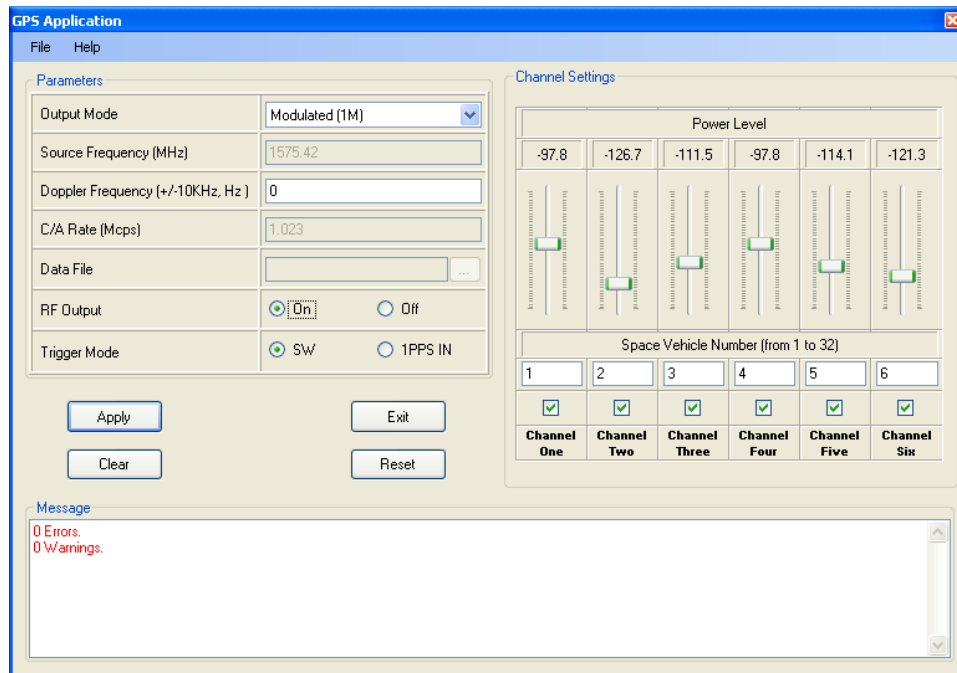 GPS Application
File Help
Parameters
Output Mode Modulated (1M)
Source Frequency (MHz) 1575.42
Doppler Frequency (+/-10KHz, Hz ) 0
C/A Rate (Mcps) 1.023
Data File ...
RF Output On Off
Trigger Mode SW 1PPS IN
Apply Exit
Clear Reset
Channel Settings
Power Level
-97.8 -126.7 -111.5 -97.8 -114.1 -121.3
Space Vehicle Number (from 1 to 32)
1 2 3 4 5 6
Channel Channel Channel Channel Channel Channel
One Two Three Four Five Six
Message
0 Errors.
0 Warnings.